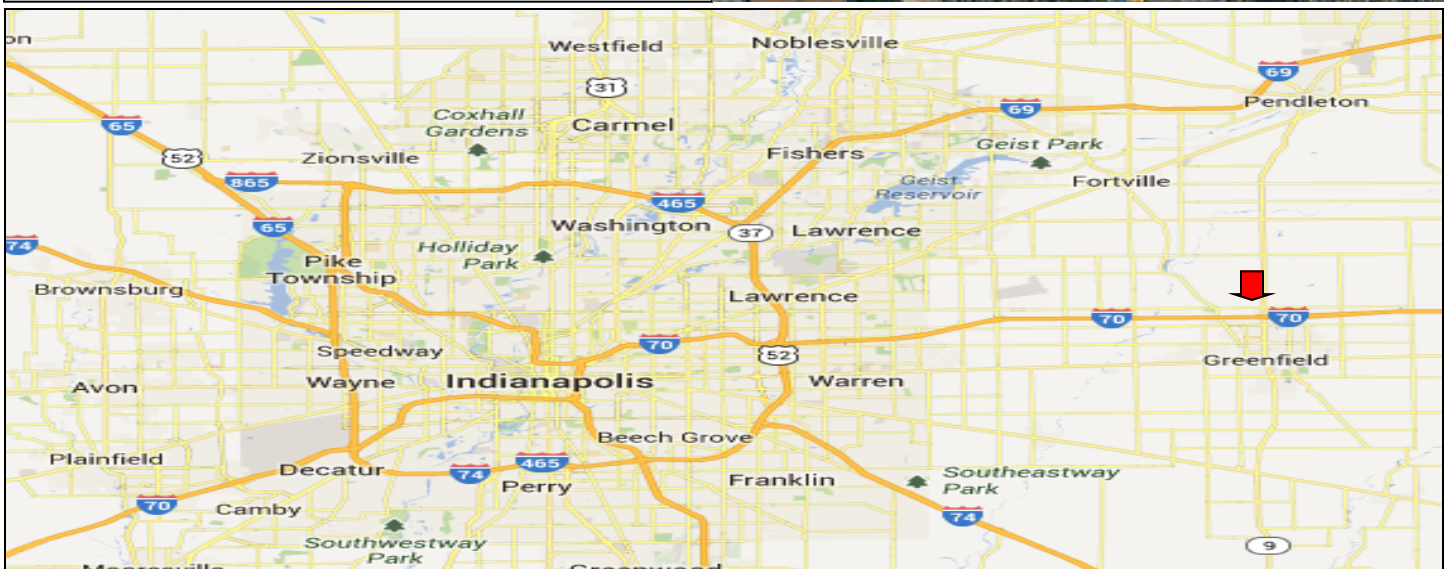 on
Westfield
Noblesville
31
69
Pendleton
Coxhall
Gardens
Carmel
69
65
52
Zionsville
Fishers
Geist Park
865
Geist
Reservoir
Fortville
465
65
Washington
37
Lawrence
74
Holliday
Park
Pike
Township
Brownsburg
Lawrence
70
70
70
52
Speedway
Greenfield
Avon
Wayne
Indianapolis
Warren
Beech Grove
Plainfield
Decatur
74
465
Perry
Franklin
Southeastway
Park
70
Camby
74
Southwestway
Park
9